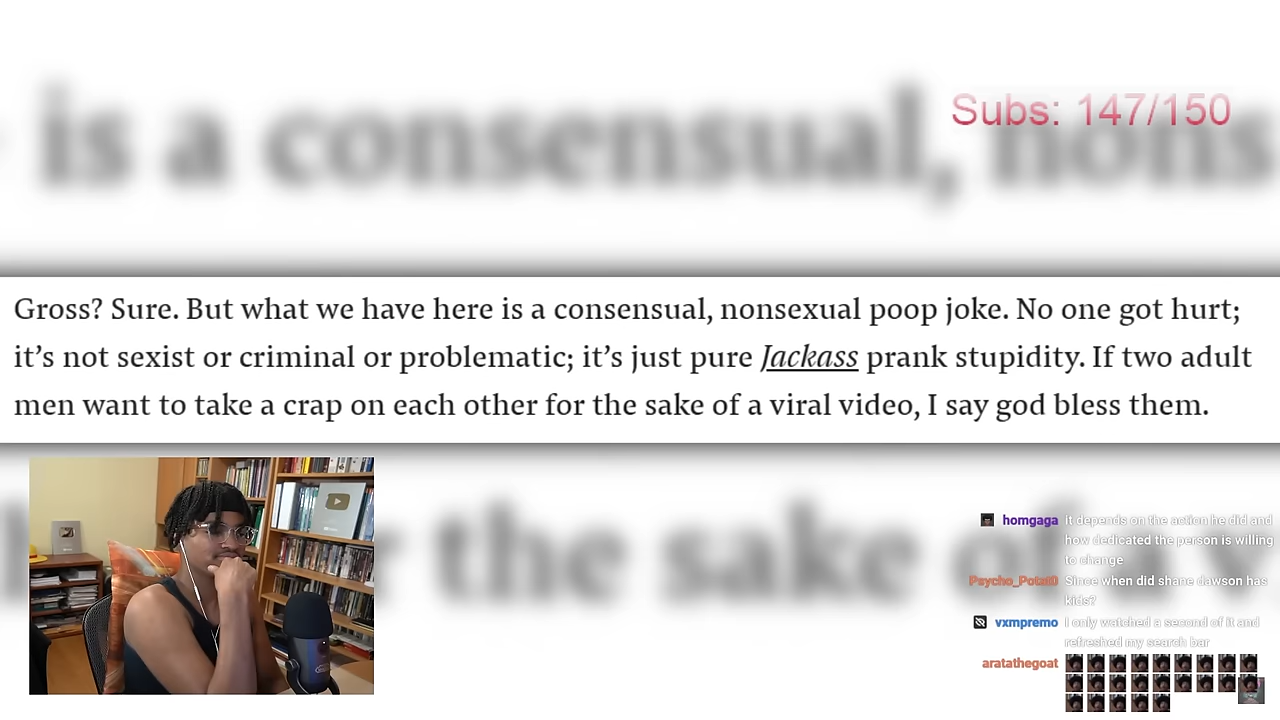 is a consensual, nons
Subs: 147/150
Gross? Sure. But what we have here is a consensual, nonsexual poop joke. No one got hurt;
it’s not sexist or criminal or problematic; it’s just pure Jackass prank stupidity. If two adult
men want to take a crap on each other for the sake of a viral video, I say god bless them.
the sake of
homgaga It depends on the action he did and
how dedicated the person is willing
to change
Psycho_Potat0 Since when did shane dawson has
kids?
vxmpremo I only watched a second of it and
refreshed my search bar
aratathegoat